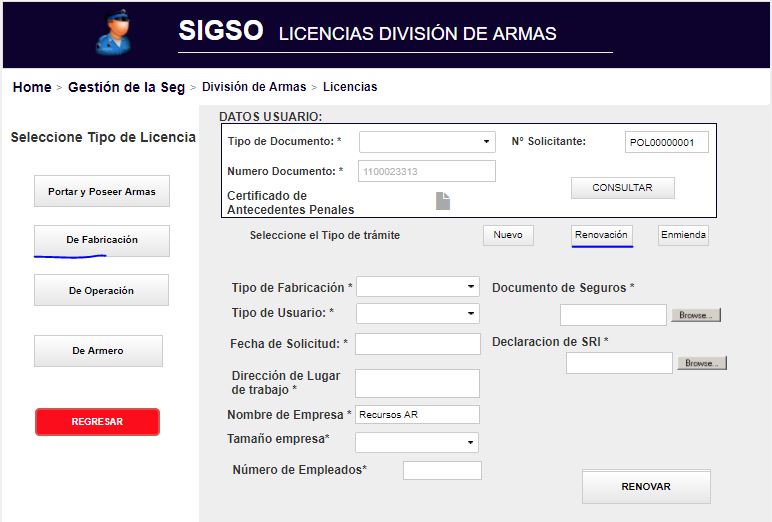 SIGSO LICENCIAS DIVISIÓN DE ARMAS
Home > Gestión de la Seg > División de Armas > Licencias
Seleccione Tipo de Licencia
Portar y Poseer Armas
De Fabricación
De Operación
De Armero
REGRESAR
DATOS USUARIO:
Tipo de Documento: *
N° Solicitante: POL00000001
Numero Documento: * 1100023313
CONSULTAR
Certificado de
Antecedentes Penales
Seleccione el Tipo de trámite Nuevo Renovación Enmienda
Tipo de Fabricación *
Documento de Seguros *
Tipo de Usuario: *
Browse...
Fecha de Solicitud: *
Declaracion de SRI *
Browse...
Dirección de Lugar
de trabajo *
Nombre de Empresa * Recursos AR
Tamaño empresa*
Número de Empleados*
RENOVAR